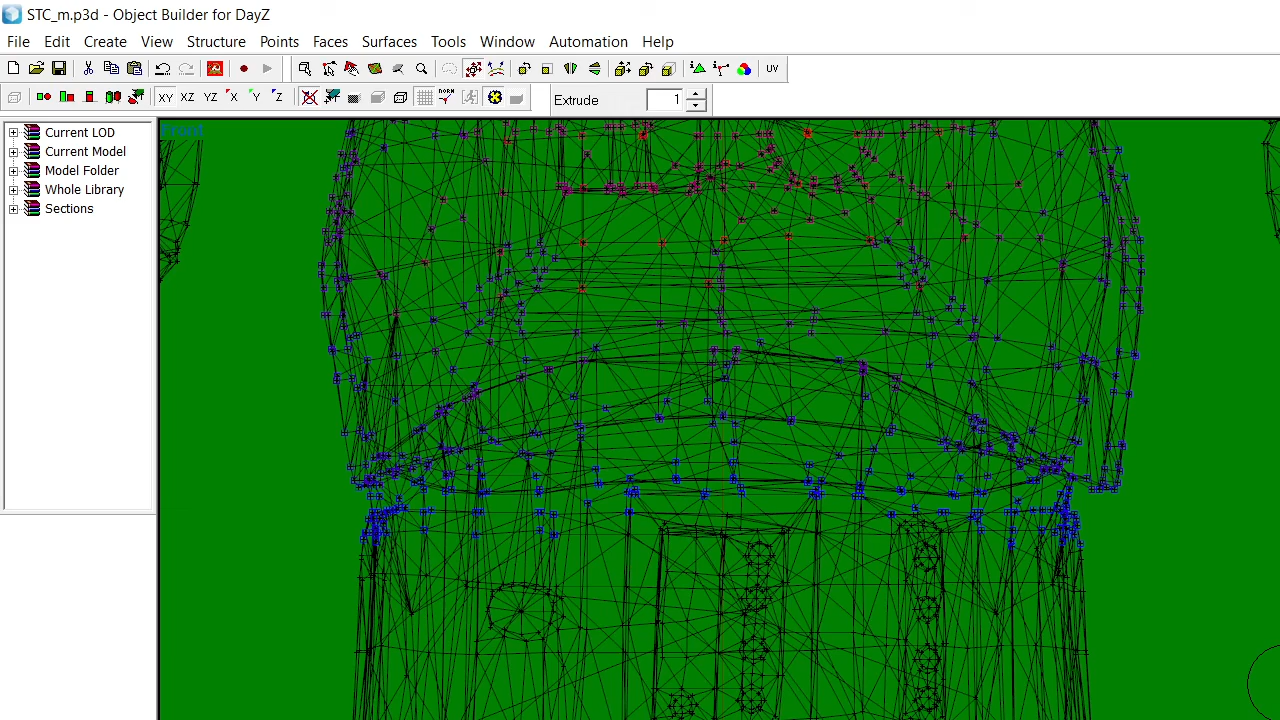 STC_m.p3d - Object Builder for DayZ
File Edit Create View Structure Points Faces Surfaces Tools Window Automation Help
UV
XY XZ YZ X Y Z NORM Extrude 1
Front
Current LOD
Current Model
Model Folder
Whole Library
Sections